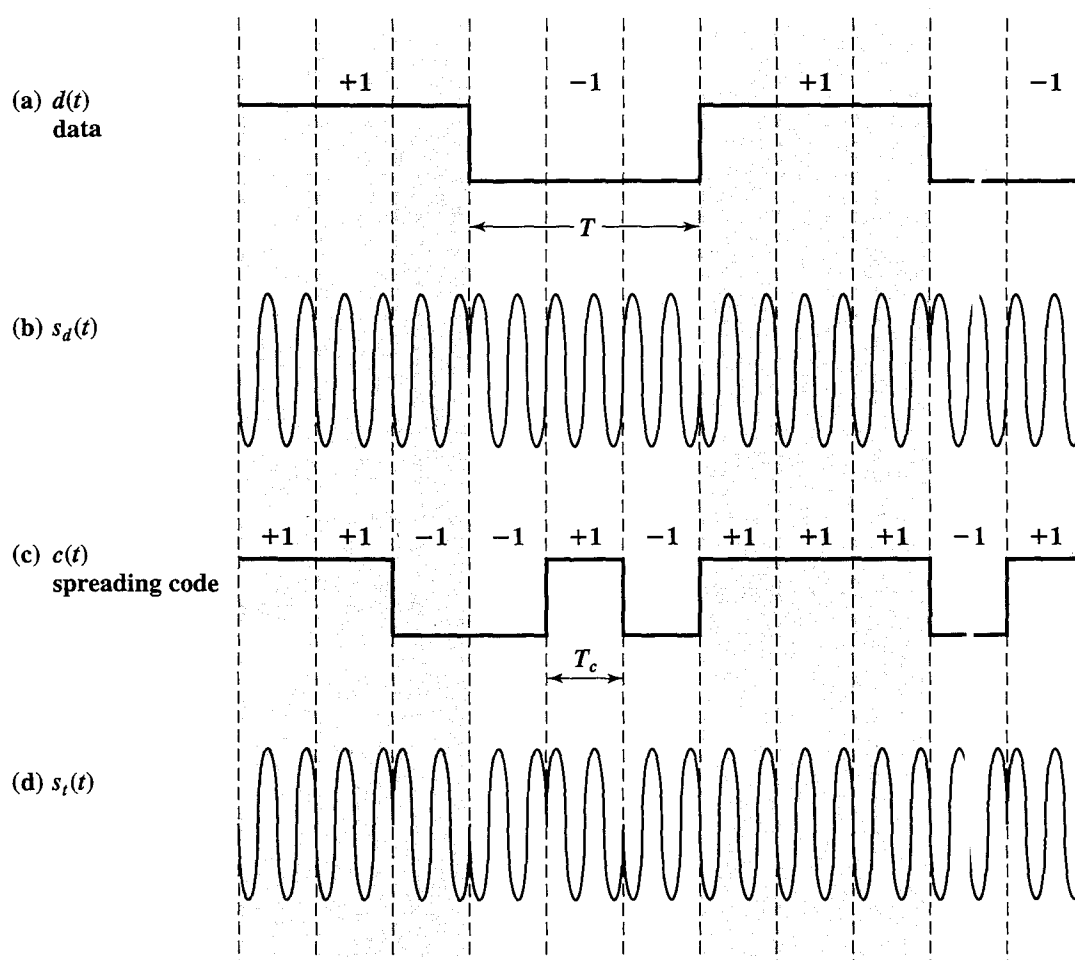 +1 −1 +1 −1
(a) d(t)
data
T
(b) s_d(t)
+1 +1 −1 −1 +1 −1 +1 +1 +1 −1 +1
(c) c(t)
spreading code
T_c
(d) s_t(t)